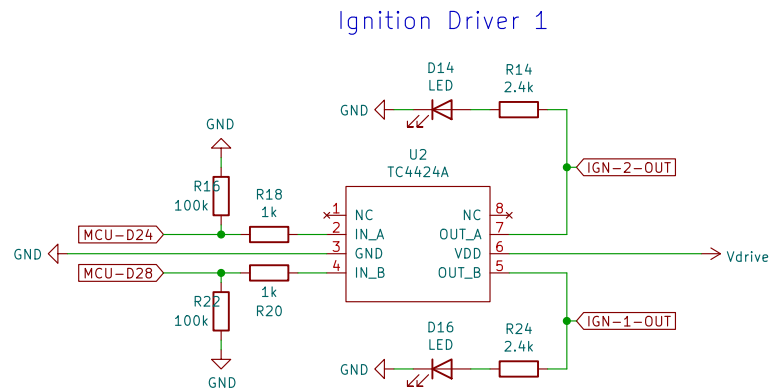 Ignition Driver 1
D14
LED
R14
2.4k
GND
GND
IGN-2-OUT
U2
TC4424A
R16
100k
R18
1k
1
NC
NC
8
MCU-D24
2
IN_A
OUT_A
7
GND
3
GND
VDD
6
Vdrive
MCU-D28
4
IN_B
OUT_B
5
1k
R20
R22
100k
IGN-1-OUT
D16
LED
R24
2.4k
GND
GND